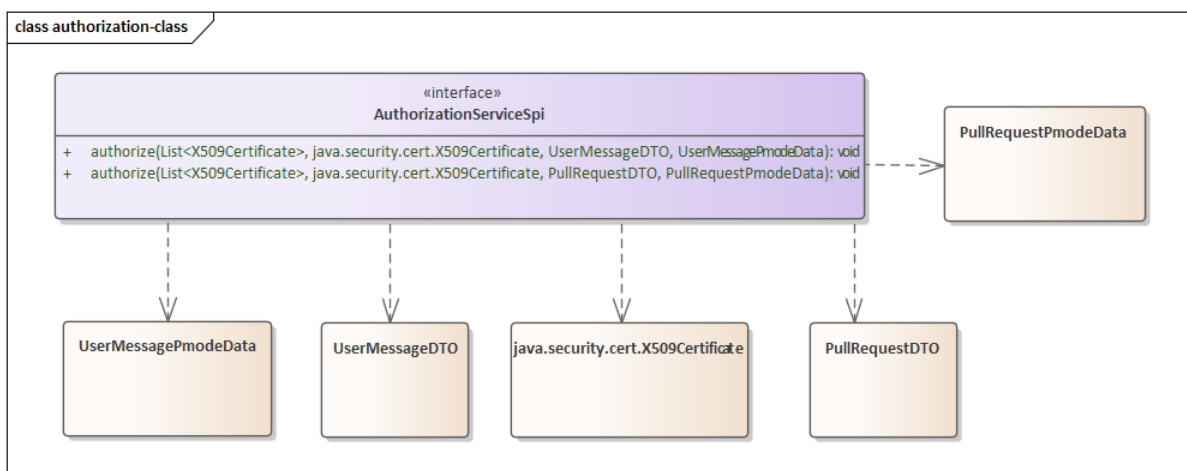 class authorization-class
«interface»
AuthorizationServiceSpi
+ authorize(List<X509Certificate>, java.security.cert.X509Certificate, UserMessageDTO, UserMessagePmodeData): void
+ authorize(List<X509Certificate>, java.security.cert.X509Certificate, PullRequestDTO, PullRequestPmodeData): void
PullRequestPmodeData
UserMessagePmodeData
UserMessageDTO
java.security.cert.X509Certificate
PullRequestDTO